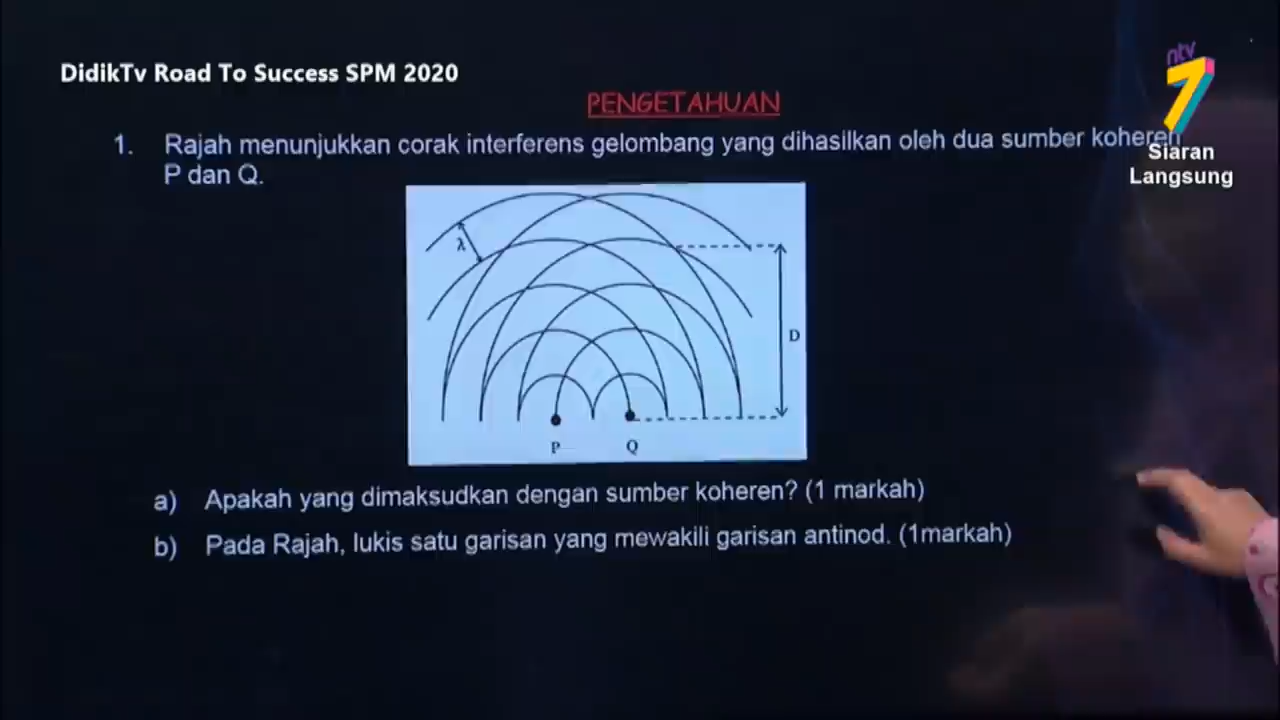 DidikTv Road To Success SPM 2020
ntv
7
PENGETAHUAN
1. Rajah menunjukkan corak interferens gelombang yang dihasilkan oleh dua sumber koheren
P dan Q.
Siaran
Langsung
λ
D
P
Q
a) Apakah yang dimaksudkan dengan sumber koheren? (1 markah)
b) Pada Rajah, lukis satu garisan yang mewakili garisan antinod. (1markah)